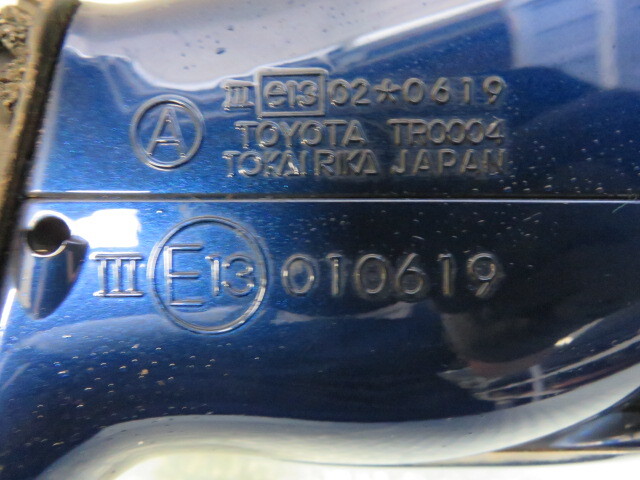 III e13 02*0619
A
TOYOTA TR0004
TOKAI RIKA JAPAN
III E13 010619